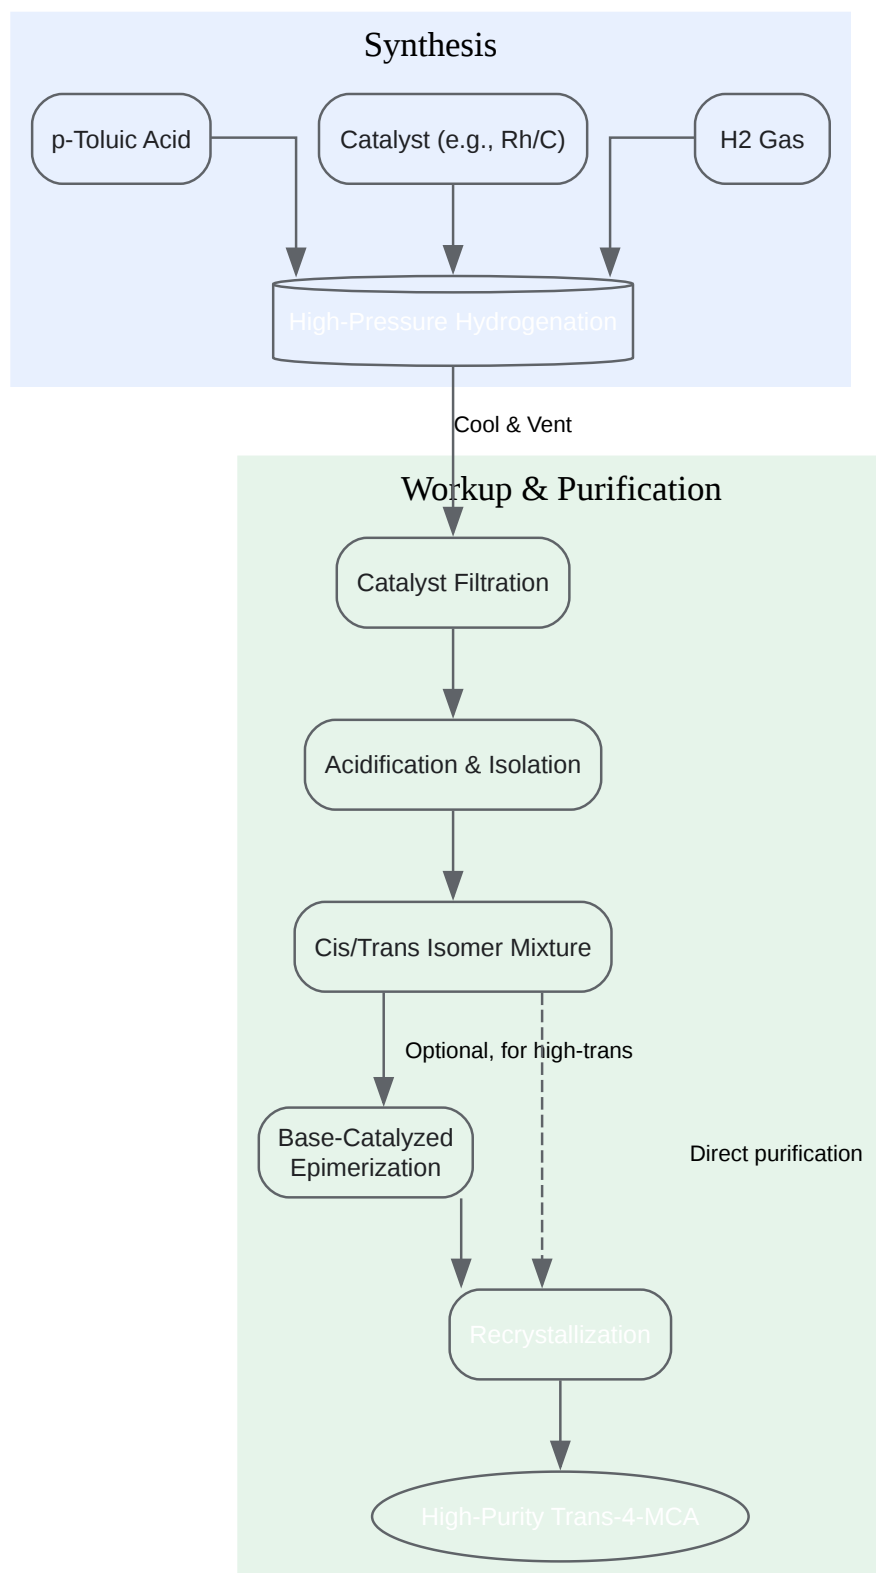 Synthesis
p-Toluic Acid
Catalyst (e.g., Rh/C)
H2 Gas
High-Pressure Hydrogenation
Cool & Vent
Workup & Purification
Catalyst Filtration
Acidification & Isolation
Cis/Trans Isomer Mixture
Optional, for high-trans
Base-Catalyzed
Epimerization
Direct purification
Recrystallization
High-Purity Trans-4-MCA